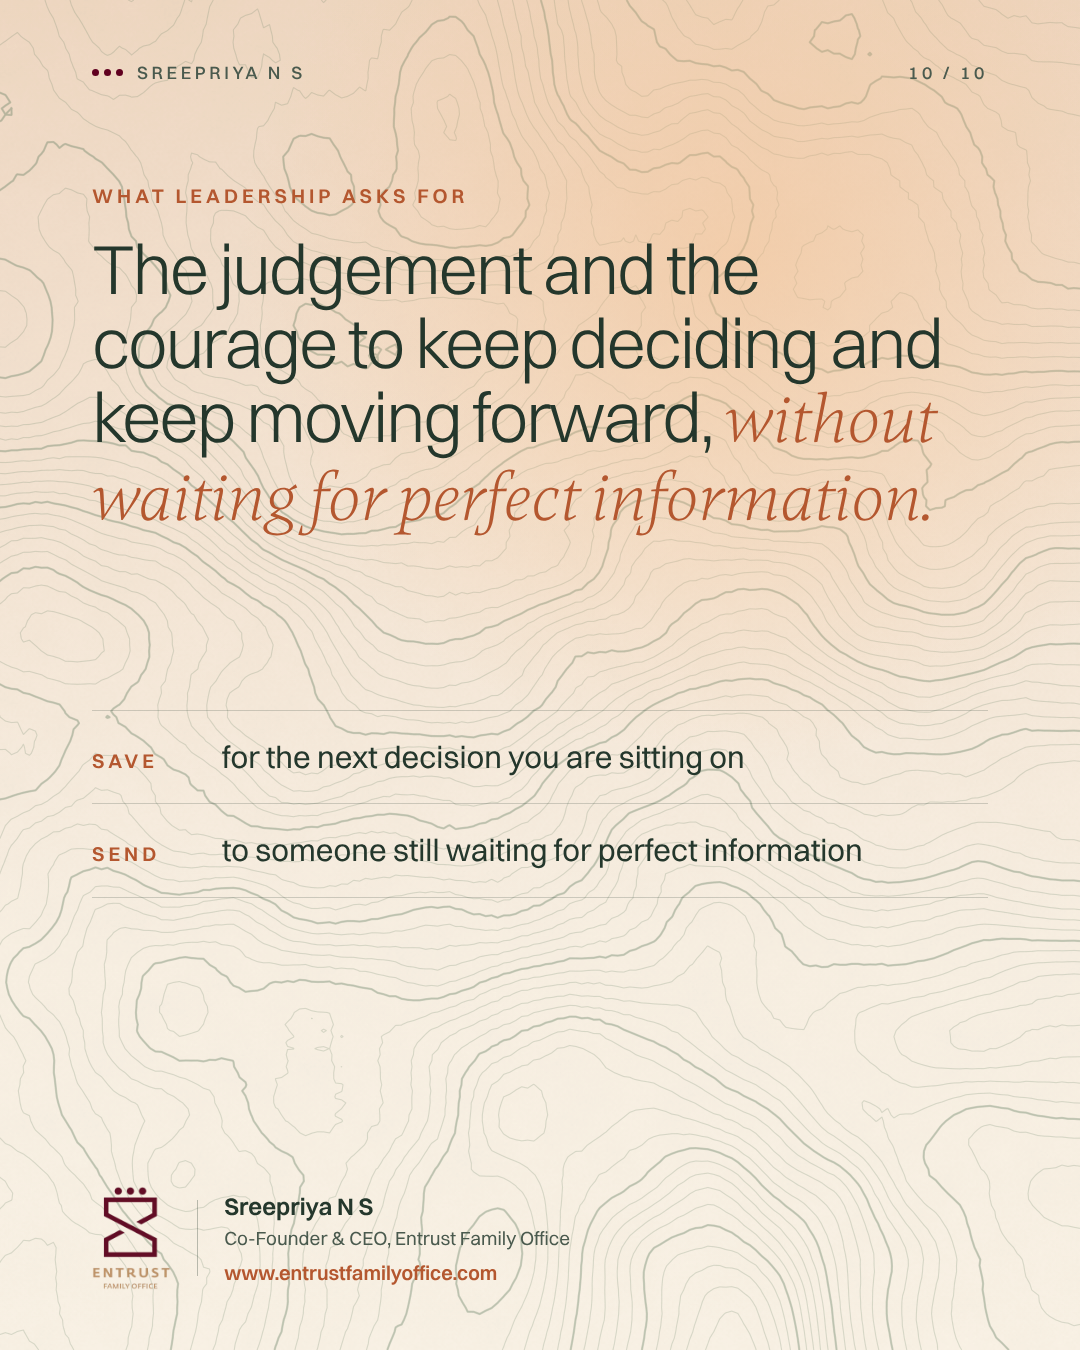 SREEPRIYA N S
10 / 10
WHAT LEADERSHIP ASKS FOR
The judgement and the
courage to keep deciding and
keep moving forward, without
waiting for perfect information.
SAVE for the next decision you are sitting on
SEND to someone still waiting for perfect information
ENTRUST
FAMILY OFFICE
Sreepriya N S
Co-Founder & CEO, Entrust Family Office
www.entrustfamilyoffice.com